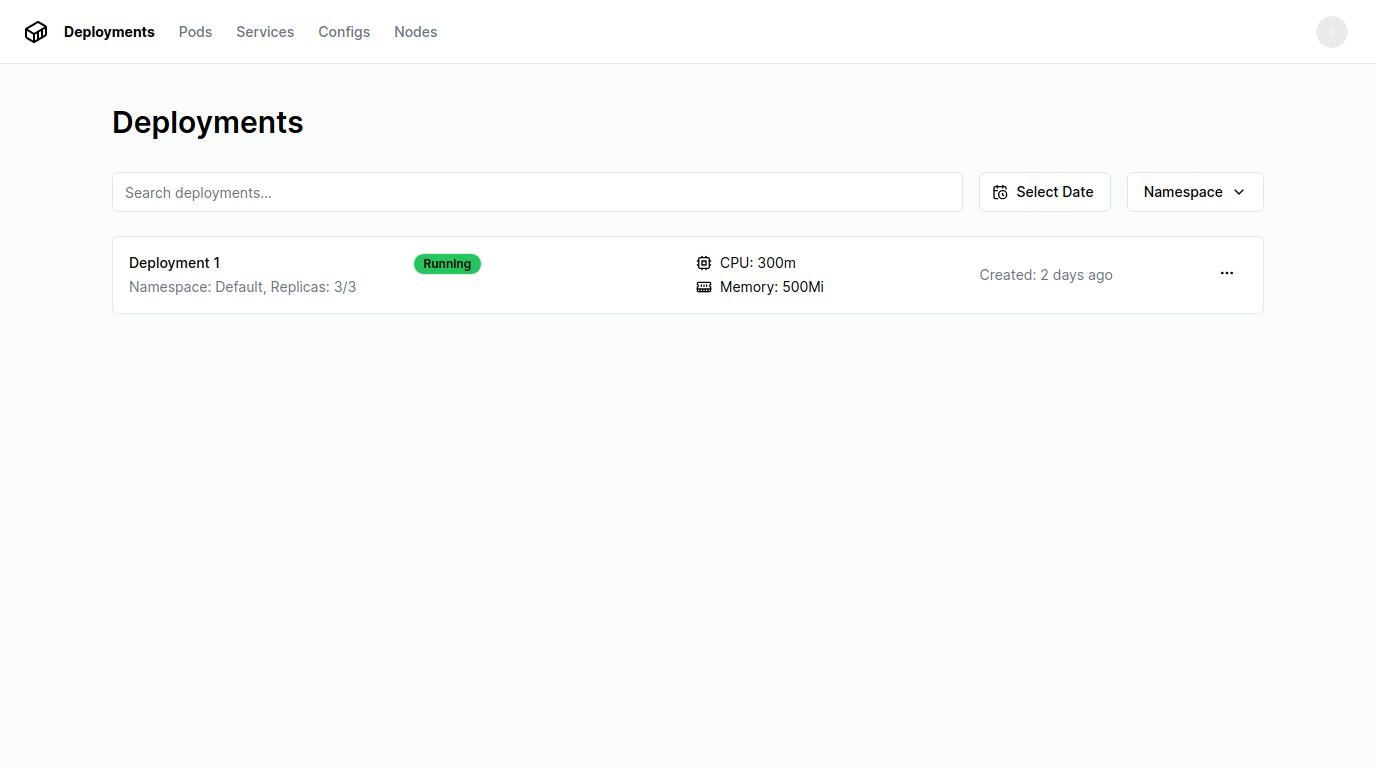 Deployments Pods Services Configs Nodes
Deployments
Search deployments...
Select Date
Namespace
Deployment 1
Namespace: Default, Replicas: 3/3
Running
CPU: 300m
Memory: 500Mi
Created: 2 days ago